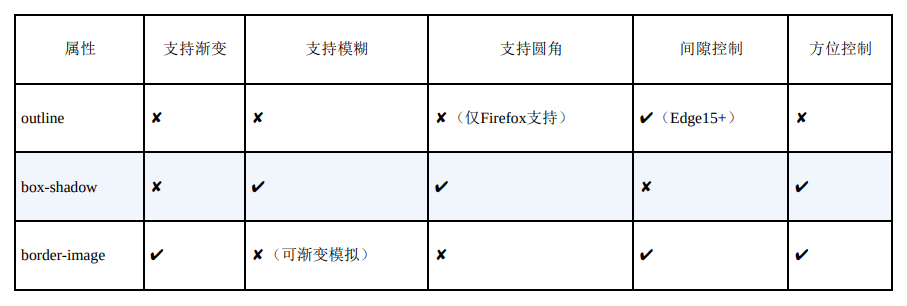 属性 支持渐变 支持模糊 支持圆角 间隙控制 方位控制
outline ✘ ✘ ✘（仅Firefox支持） ✔（Edge15+） ✘
box-shadow ✘ ✔ ✔ ✘ ✔
border-image ✔ ✘（可渐变模拟） ✘ ✔ ✔